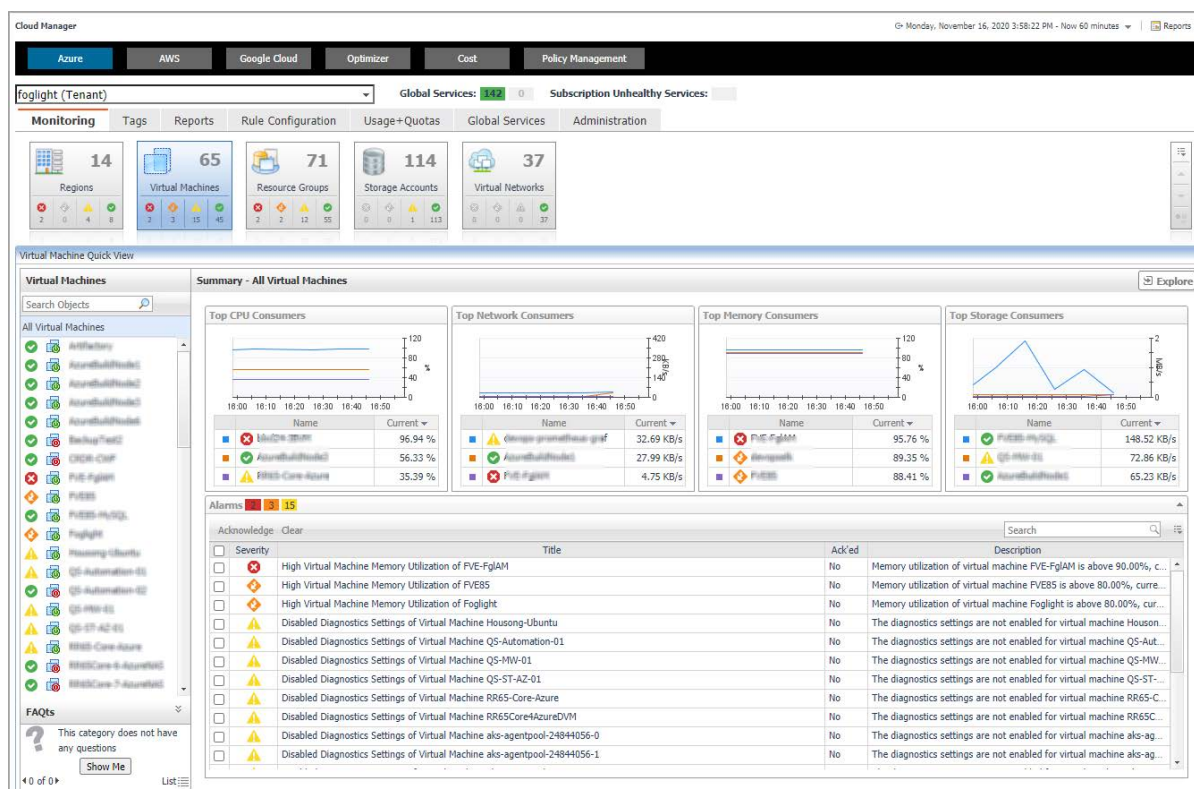 Cloud Manager
Monday, November 16, 2020 3:58:22 PM - Now 60 minutes | Reports
Azure AWS Google Cloud Optimizer Cost Policy Management
foglight (Tenant) Global Services: 142 0 Subscription Unhealthy Services:
Monitoring Tags Reports Rule Configuration Usage+Quotas Global Services Administration
14 65 71 114 37
Regions Virtual Machines Resource Groups Storage Accounts Virtual Networks
2 0 4 8 2 3 15 45 2 2 12 55 0 0 1 113 0 0 0 37
Virtual Machine Quick View
Virtual Machines
Search Objects
All Virtual Machines
FAQts
This category does not have
any questions
Show Me
0 of 0 List
Summary - All Virtual Machines Explore
Top CPU Consumers
120
80
40
0
%
16:00 16:10 16:20 16:30 16:40 16:50
Name Current
96.94 %
56.33 %
35.39 %
Top Network Consumers
420
280
140
0
KB/s
16:00 16:10 16:20 16:30 16:40 16:50
Name Current
32.69 KB/s
27.99 KB/s
4.75 KB/s
Top Memory Consumers
120
80
40
0
%
16:00 16:10 16:20 16:30 16:40 16:50
Name Current
95.76 %
89.35 %
88.41 %
Top Storage Consumers
2
1
0
MB/s
16:00 16:10 16:20 16:30 16:40 16:50
Name Current
148.52 KB/s
72.86 KB/s
65.23 KB/s
Alarms 2 3 15
Acknowledge Clear Search
Severity Title Ack'ed Description
High Virtual Machine Memory Utilization of FVE-FglAM No Memory utilization of virtual machine FVE-FglAM is above 90.00%, c...
High Virtual Machine Memory Utilization of FVE85 No Memory utilization of virtual machine FVE85 is above 80.00%, curre...
High Virtual Machine Memory Utilization of Foglight No Memory utilization of virtual machine Foglight is above 80.00%, cur...
Disabled Diagnostics Settings of Virtual Machine Housong-Ubuntu No The diagnostics settings are not enabled for virtual machine Houson...
Disabled Diagnostics Settings of Virtual Machine QS-Automation-01 No The diagnostics settings are not enabled for virtual machine QS-Aut...
Disabled Diagnostics Settings of Virtual Machine QS-MW-01 No The diagnostics settings are not enabled for virtual machine QS-MW...
Disabled Diagnostics Settings of Virtual Machine QS-ST-AZ-01 No The diagnostics settings are not enabled for virtual machine QS-ST-...
Disabled Diagnostics Settings of Virtual Machine RR65-Core-Azure No The diagnostics settings are not enabled for virtual machine RR65-C...
Disabled Diagnostics Settings of Virtual Machine RR65Core4AzureDVM No The diagnostics settings are not enabled for virtual machine RR65C...
Disabled Diagnostics Settings of Virtual Machine aks-agentpool-24844056-0 No The diagnostics settings are not enabled for virtual machine aks-ag...
Disabled Diagnostics Settings of Virtual Machine aks-agentpool-24844056-1 No The diagnostics settings are not enabled for virtual machine aks-ag...